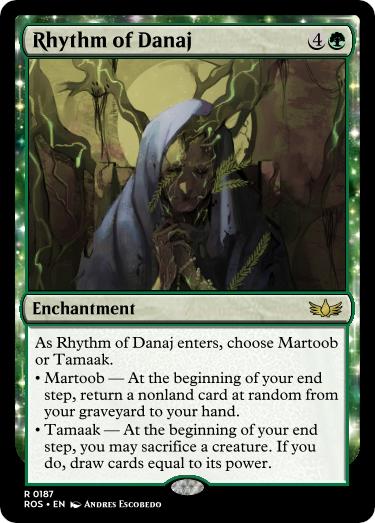 Rhythm of Danaj 4
Enchantment
As Rhythm of Danaj enters, choose Martoob
or Tamaak.
• Martoob — At the beginning of your end
step, return a nonland card at random from
your graveyard to your hand.
• Tamaak — At the beginning of your end
step, you may sacrifice a creature. If you
do, draw cards equal to its power.
R 0187
ROS • EN Andres Escobedo